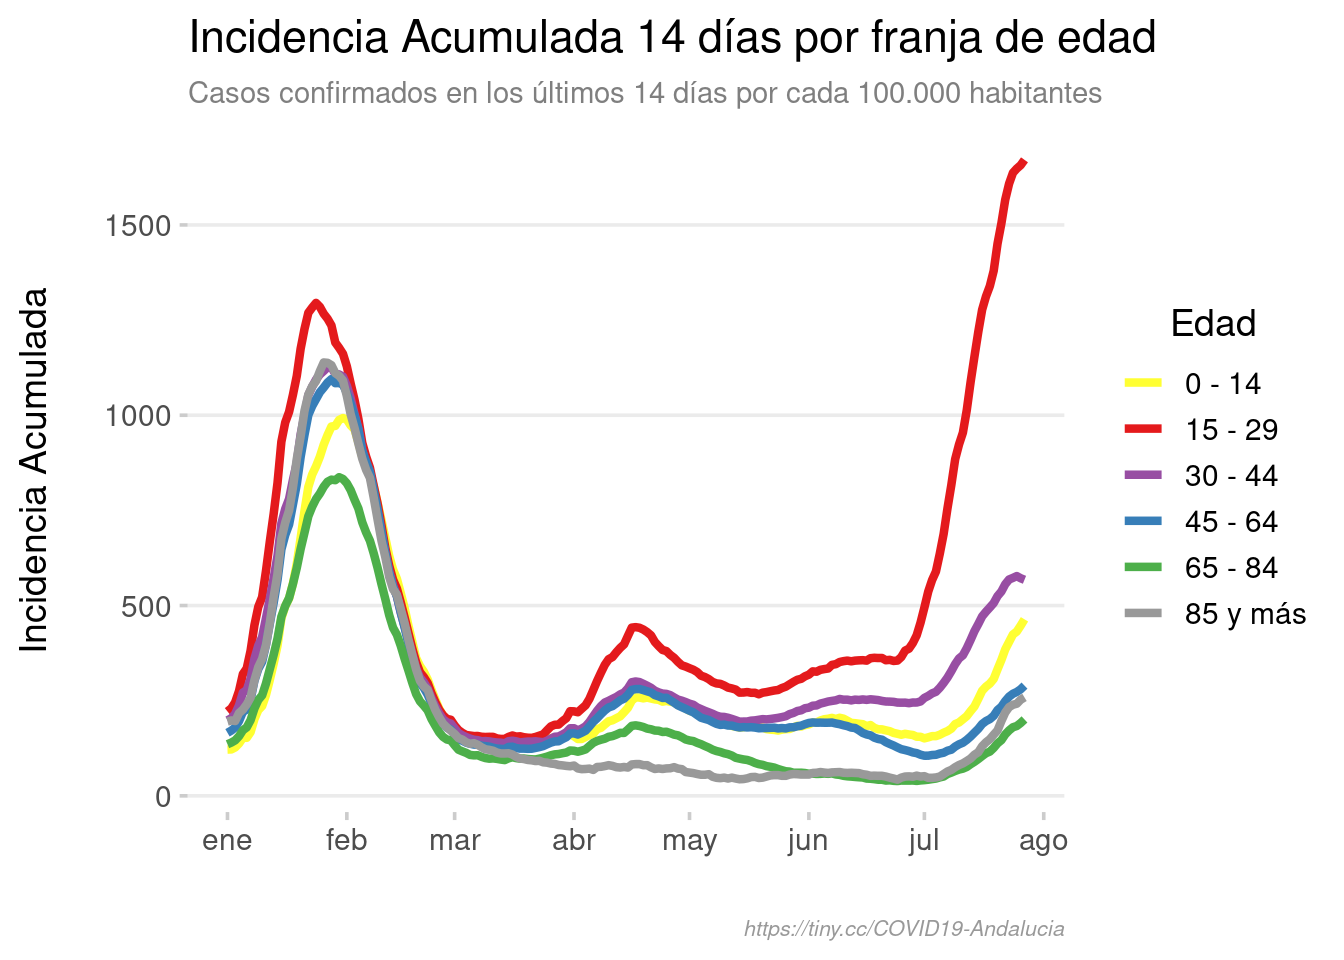 Incidencia Acumulada 14 días por franja de edad
Casos confirmados en los últimos 14 días por cada 100.000 habitantes
Incidencia Acumulada
1500
1000
500
0
ene feb mar abr may jun jul ago
Edad
0 - 14
15 - 29
30 - 44
45 - 64
65 - 84
85 y más
https://tiny.cc/COVID19-Andalucia